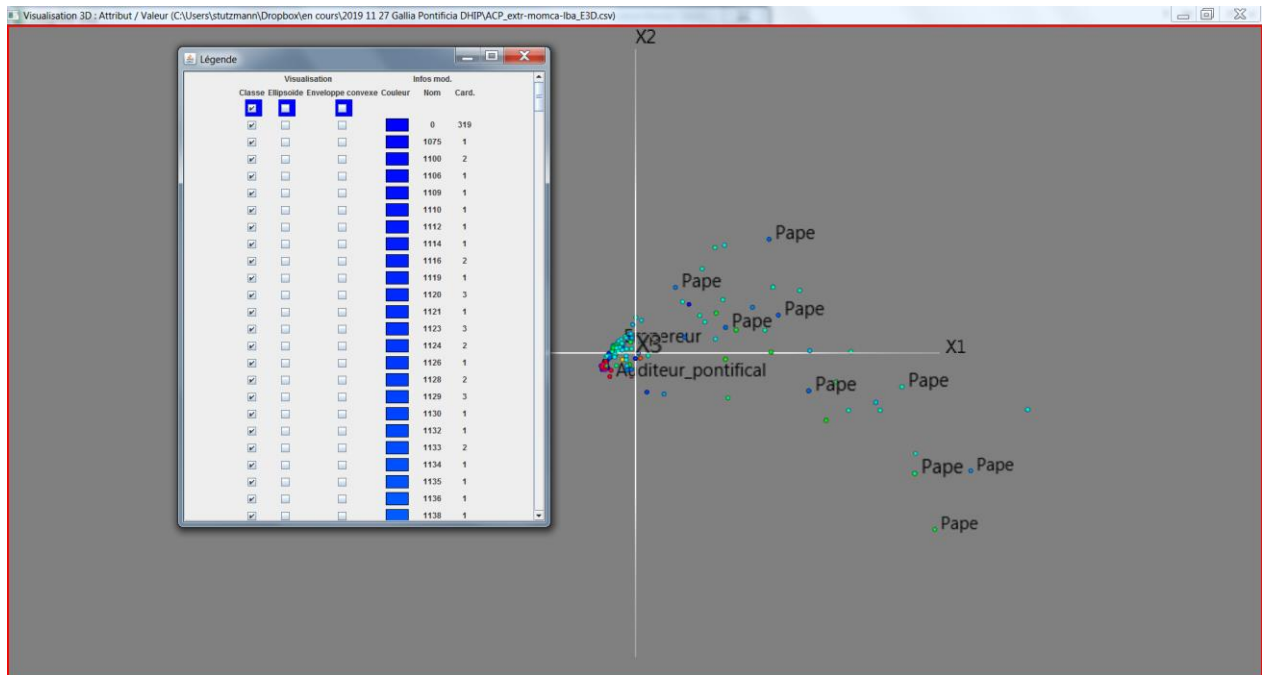 Visualisation 3D : Attribut / Valeur (C:\Users\stutzmann\Dropbox\en cours\2019 11 27 Gallia Pontificia DHIP\ACP_extr-momca-lba_E3D.csv)
Légende
Visualisation Infos mod.
Classe Ellipsoïde Enveloppe convexe Couleur Nom Card.
0 319
1075 1
1100 2
1106 1
1109 1
1110 1
1112 1
1114 1
1116 2
1119 1
1120 3
1121 1
1123 3
1124 2
1126 1
1128 2
1129 3
1130 1
1132 1
1133 2
1134 1
1135 1
1136 1
1138 1
X2
Pape
Pape
Pape
Pape
X3
X1
Auditeur_pontifical
Pape
Pape
Pape
Pape
Pape